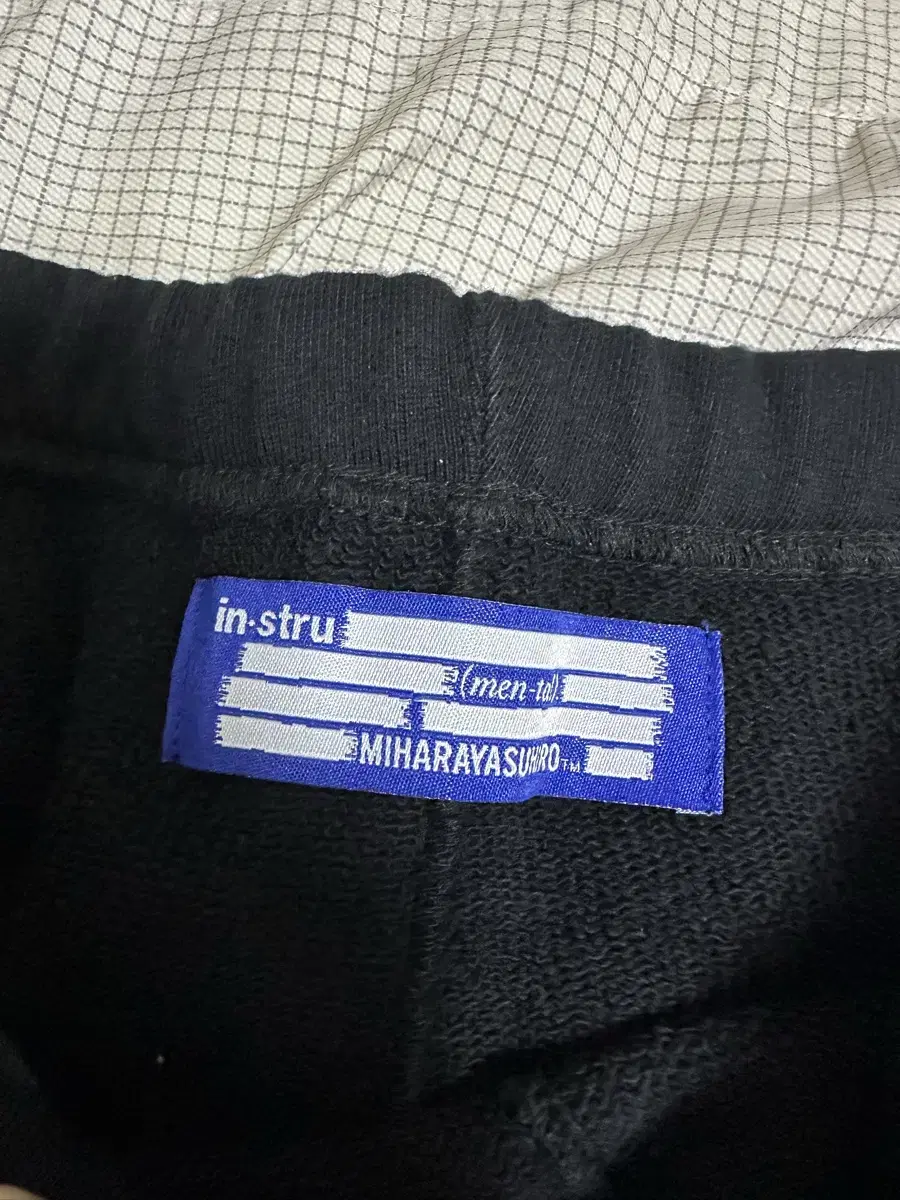 in·stru
(men-tal)
MIHARAYASUHIRO™